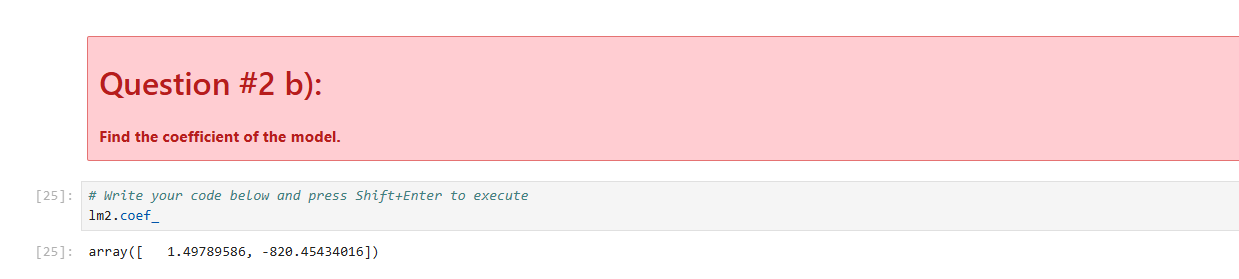 Question #2 b):
Find the coefficient of the model.
[25]: # Write your code below and press Shift+Enter to execute
lm2.coef_
[25]: array([   1.49789586, -820.45434016])